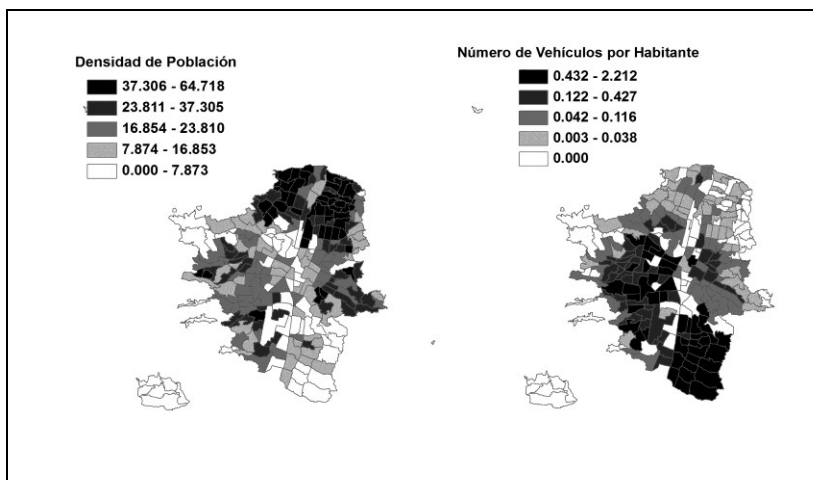 Densidad de Población
37.306 - 64.718
23.811 - 37.305
16.854 - 23.810
7.874 - 16.853
0.000 - 7.873
Número de Vehículos por Habitante
0.432 - 2.212
0.122 - 0.427
0.042 - 0.116
0.003 - 0.038
0.000